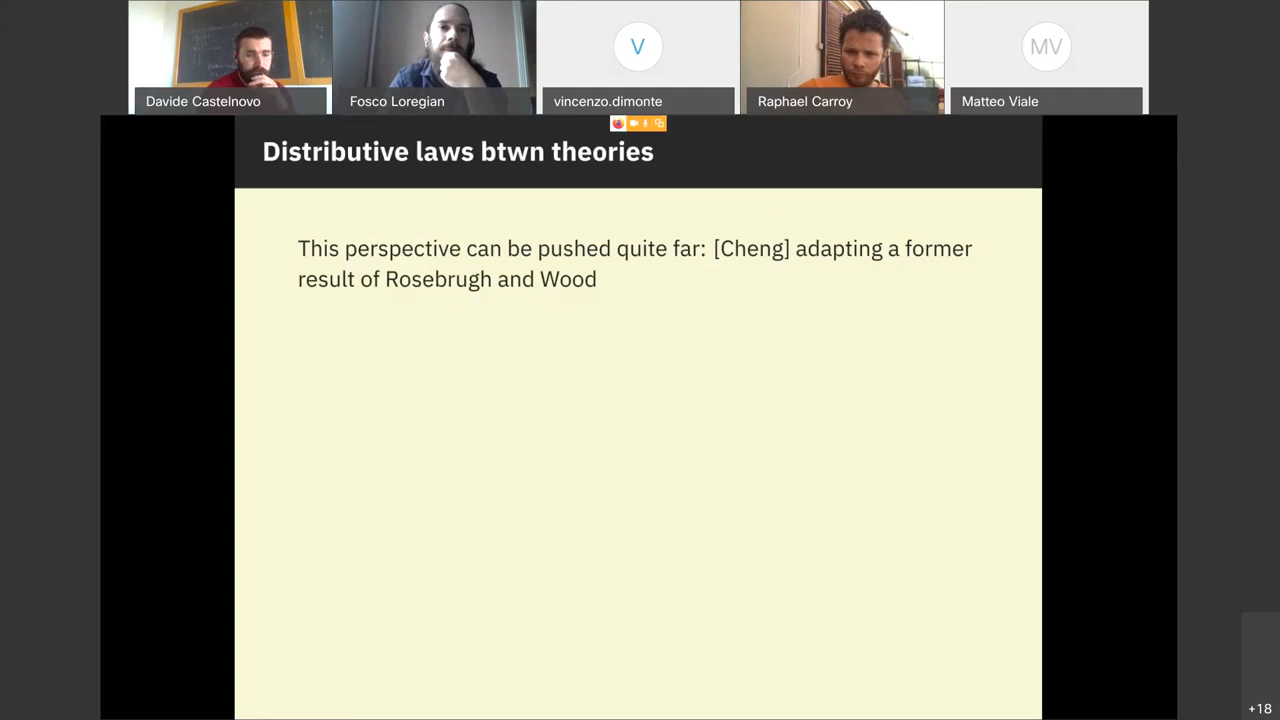 V
MV
Davide Castelnovo
Fosco Loregian
vincenzo.dimonte
Raphael Carroy
Matteo Viale
Distributive laws btwn theories
This perspective can be pushed quite far: [Cheng] adapting a former
result of Rosebrugh and Wood
+18